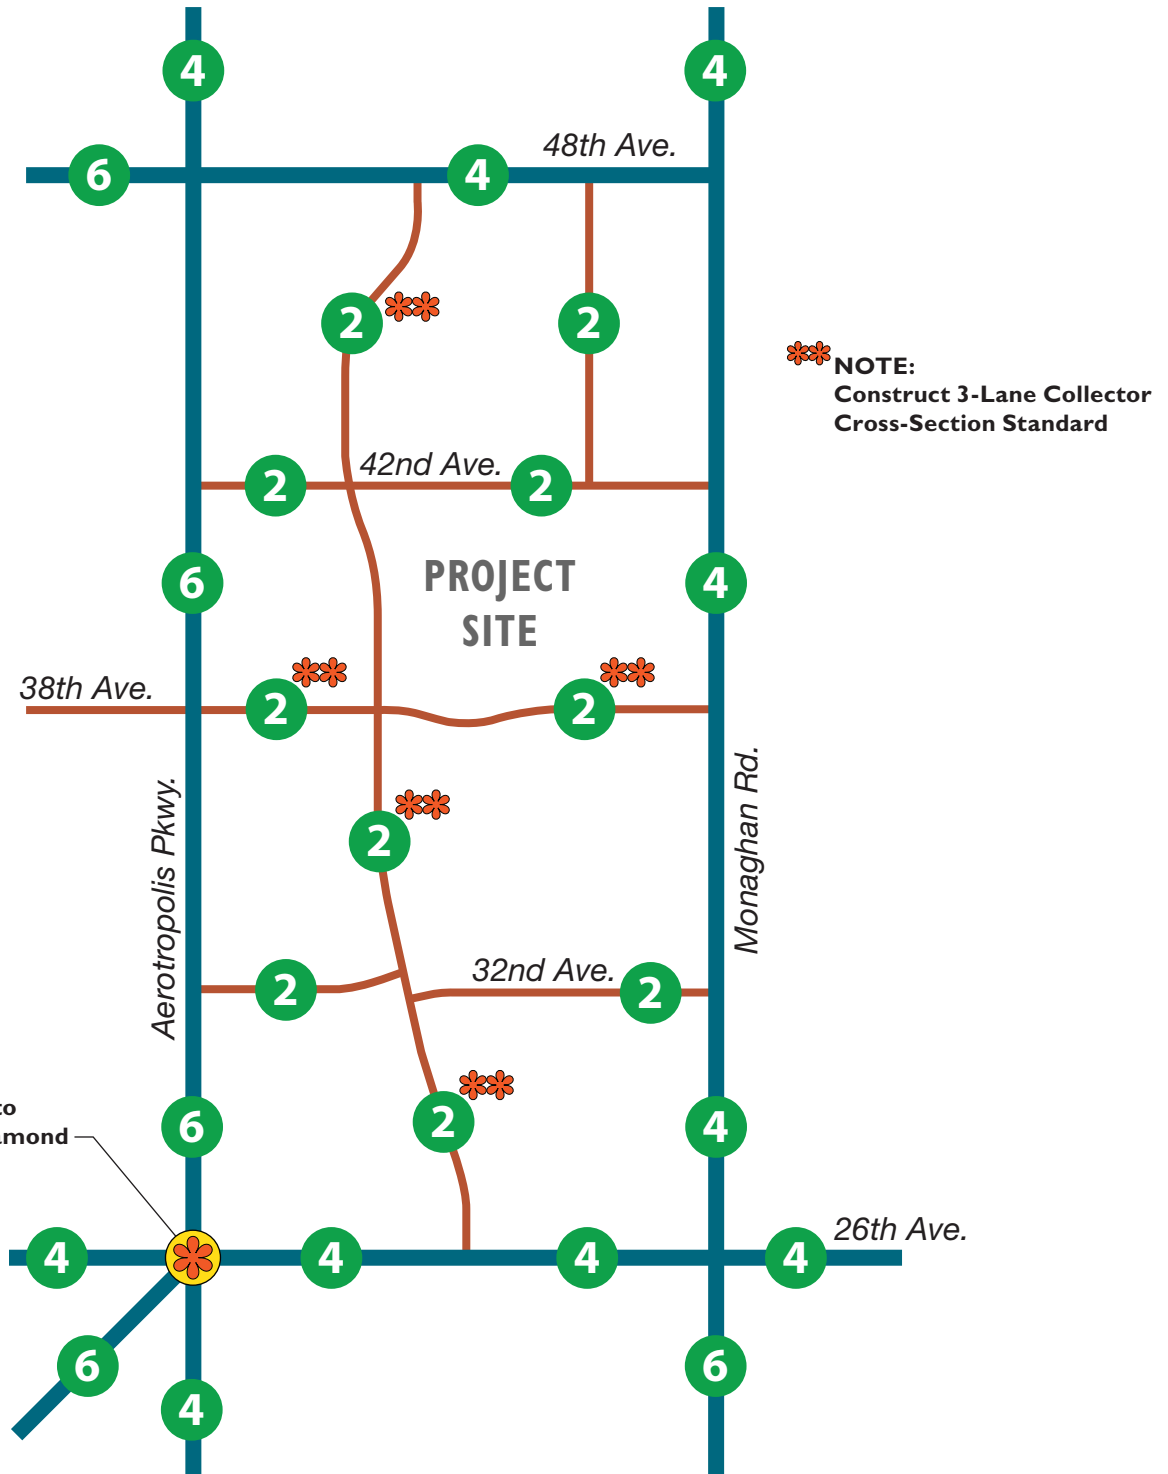 4
4
48th Ave.
6
4
2
2
NOTE:
Construct 3-Lane Collector
Cross-Section Standard
42nd Ave.
2
2
PROJECT
SITE
6
4
38th Ave.
2
2
Aerotropolis Pkwy.
Monaghan Rd.
2
32nd Ave.
2
2
to
amond
6
2
4
26th Ave.
4
4
4
4
6
6
4